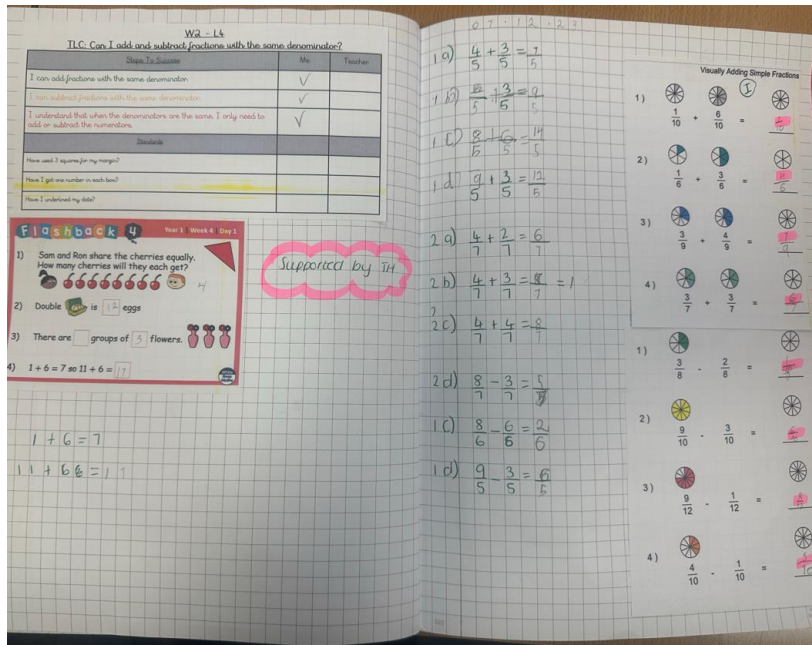 W2 - L4
TLC: Can I add and subtract fractions with the same denominator?
Steps To Success Me Teacher
I can add fractions with the same denominator. ✓
I can subtract fractions with the same denominator. ✓
I understand that when the denominators are the same, I only need to add or subtract the numerators. ✓
Standards
Have used 3 squares for my margin?
Have I got one number in each box?
Have I underlined my date?
Flashback 4 Year 1 | Week 4 | Day 1
1) Sam and Ron share the cherries equally.
How many cherries will they each get?
4
2) Double is 12 eggs
3) There are groups of 3 flowers.
4) 1 + 6 = 7 so 11 + 6 = 17
Supported by TH
1 + 6 = 7
07.12.23
1a) 4/5 + 3/5 = 7/5
1b) 3/5 = 9/5
1c) 8/5 + 6/5 = 14/5
1d) 9/5 + 3/5 = 12/5
2a) 4/7 + 2/7 = 6/7
2b) 4/7 + 3/7 = /7 = 1
2c) 4/7 + 4/7 = 8/7
2d) 8/7 - 3/7 = 5
1c) 8/6 - 6/6 = 2/6
1d) 9/5 - 3/5 = 6/5
Visually Adding Simple Fractions
I
1) 1/10 + 6/10 =
2) 1/6 + 3/6 = 4/6
3) 3/9 + 4/9 = 7/9
4) 3/7 + 3/7 =
1) 3/8 - 2/8 =
2) 9/10 - 3/10 =
3) 9/12 - 1/12 =
4) 4/10 - 1/10 =